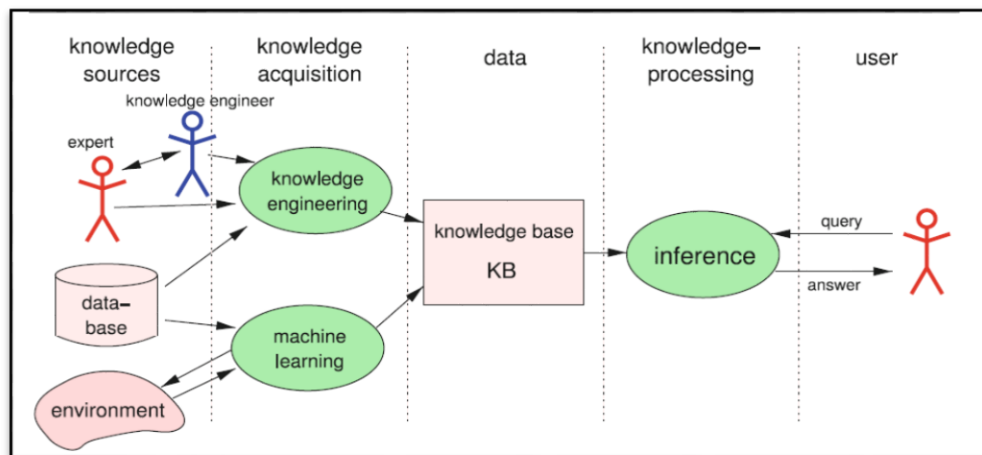 knowledge
sources
knowledge
acquisition
data
knowledge–
processing
user
knowledge engineer
expert
knowledge
engineering
data–
base
machine
learning
environment
knowledge base
KB
inference
query
answer